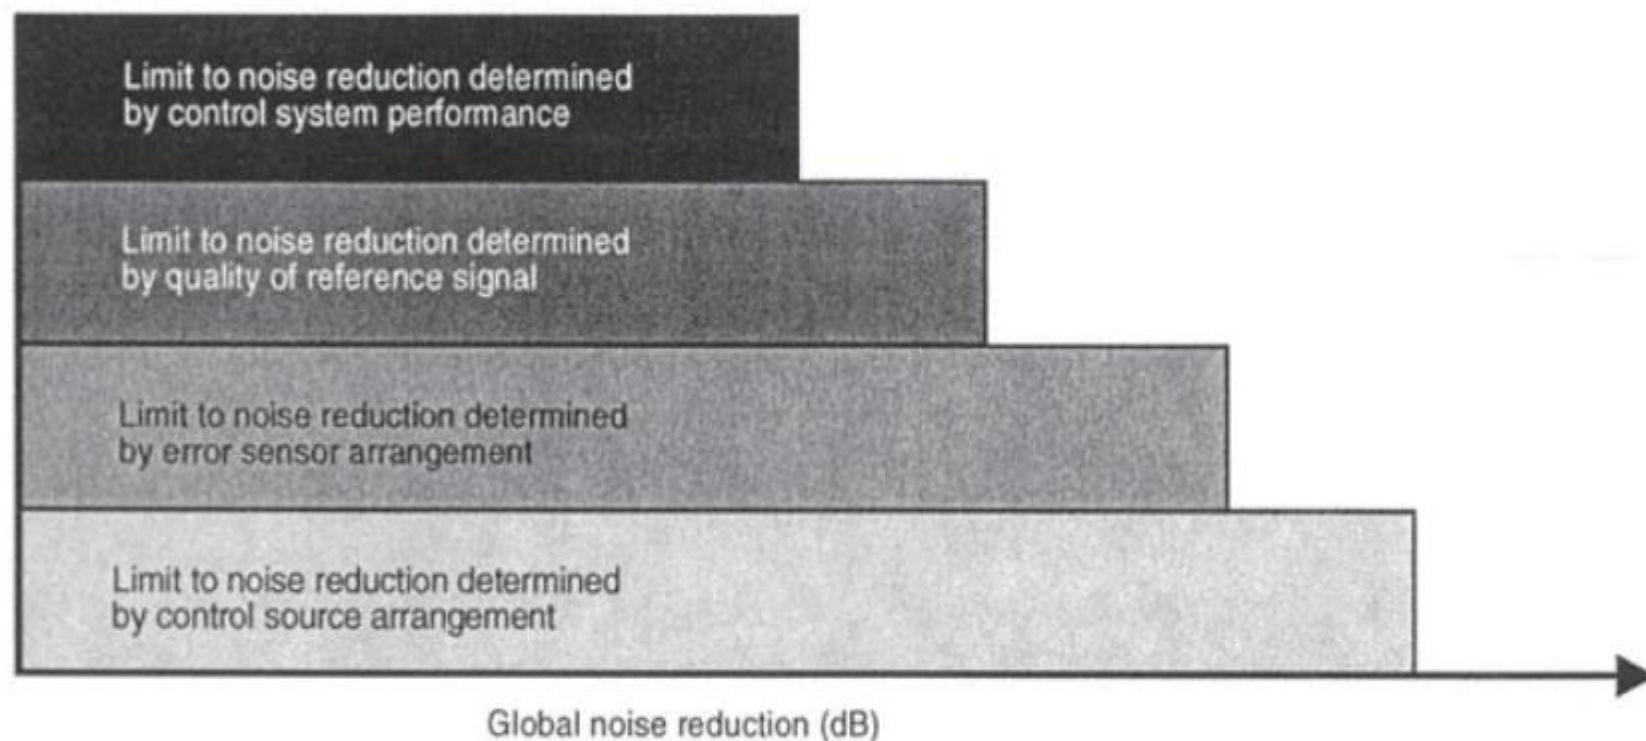 Limit to noise reduction determined
by control system performance
Limit to noise reduction determined
by quality of reference signal
Limit to noise reduction determined
by error sensor arrangement
Limit to noise reduction determined
by control source arrangement
Global noise reduction (dB)